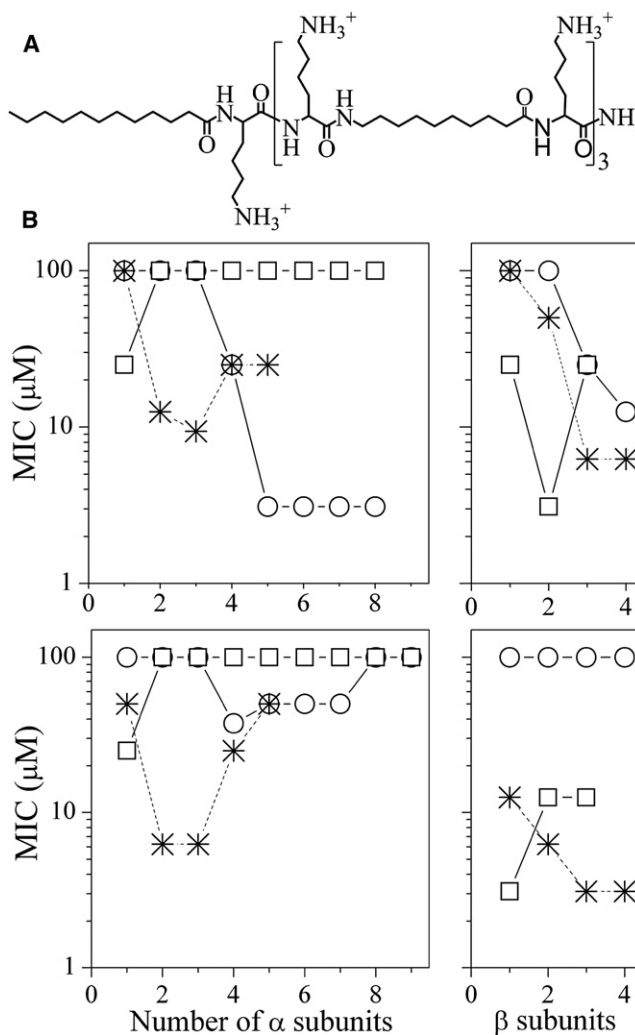 A
NH3+ NH3+
O H O H O
N N N
H O O N O NH
H 3
NH3+
B
MIC (μM)
100
10
1
0 2 4 6 8
0 2 4
MIC (μM)
100
10
1
0 2 4 6 8
0 2 4
Number of α subunits β subunits